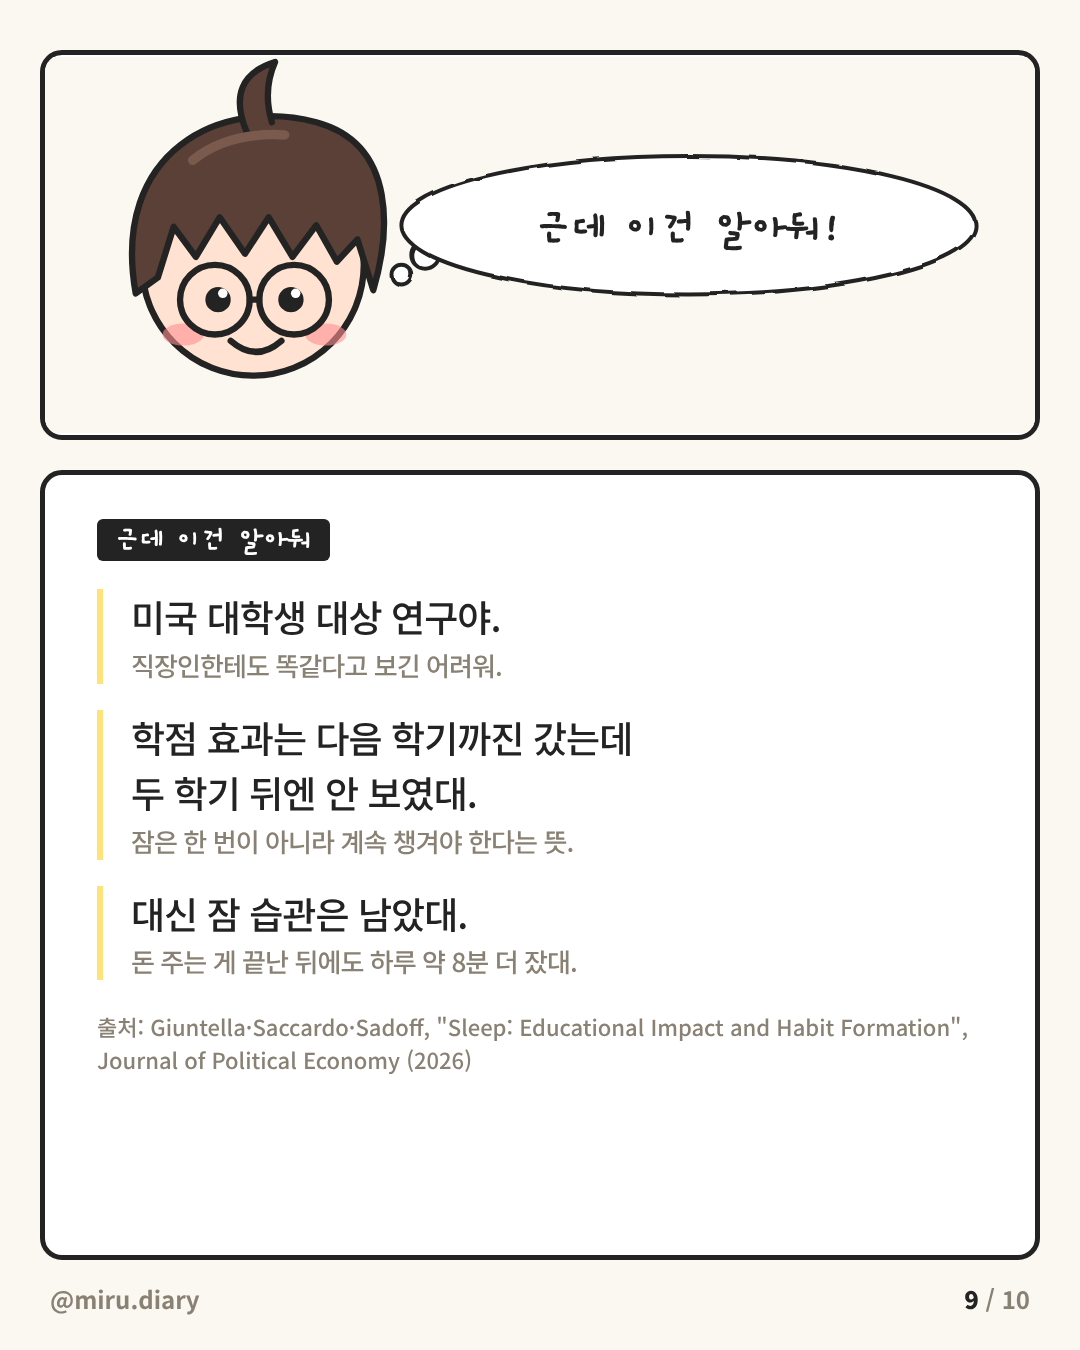 근데 이건 알아둬!
근데 이건 알아둬
미국 대학생 대상 연구야.
직장인한테도 똑같다고 보긴 어려워.
학점 효과는 다음 학기까진 갔는데
두 학기 뒤엔 안 보였대.
잠은 한 번이 아니라 계속 챙겨야 한다는 뜻.
대신 잠 습관은 남았대.
돈 주는 게 끝난 뒤에도 하루 약 8분 더 잤대.
출처: Giuntella·Saccardo·Sadoff, "Sleep: Educational Impact and Habit Formation",
Journal of Political Economy (2026)
@miru.diary
9 / 10